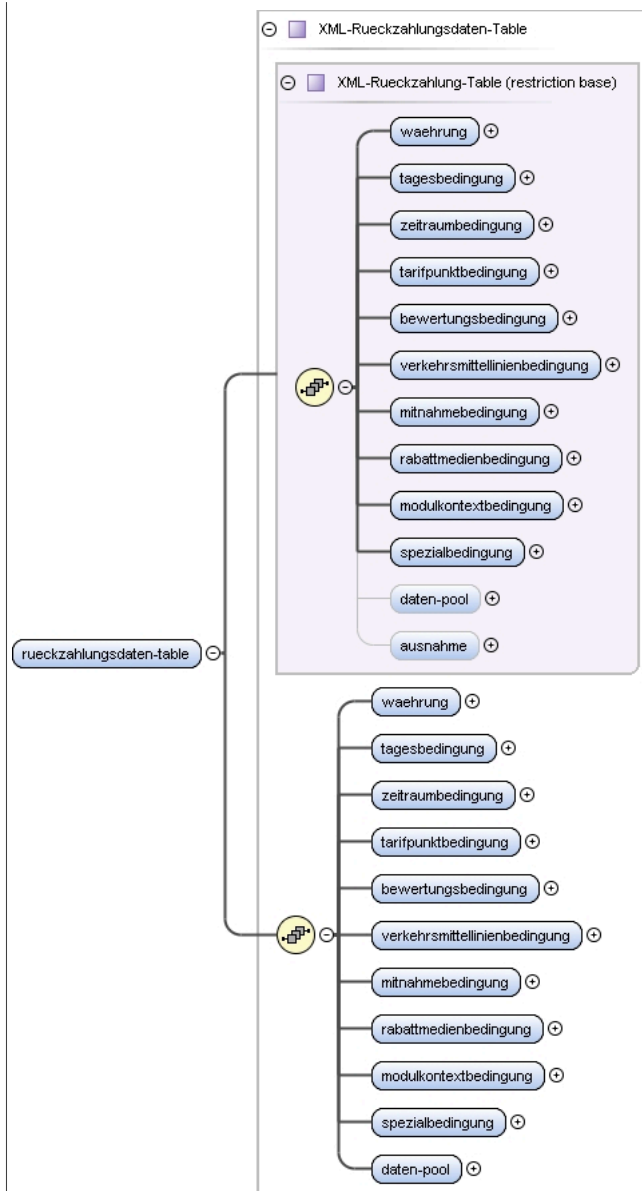 XML-Rueckzahlungsdaten-Table
XML-Rueckzahlung-Table (restriction base)
waehrung
tagesbedingung
zeitraumbedingung
tarifpunktbedingung
bewertungsbedingung
verkehrsmittellinienbedingung
mitnahmebedingung
rabattmedienbedingung
modulkontextbedingung
spezialbedingung
daten-pool
ausnahme
rueckzahlungsdaten-table
waehrung
tagesbedingung
zeitraumbedingung
tarifpunktbedingung
bewertungsbedingung
verkehrsmittellinienbedingung
mitnahmebedingung
rabattmedienbedingung
modulkontextbedingung
spezialbedingung
daten-pool